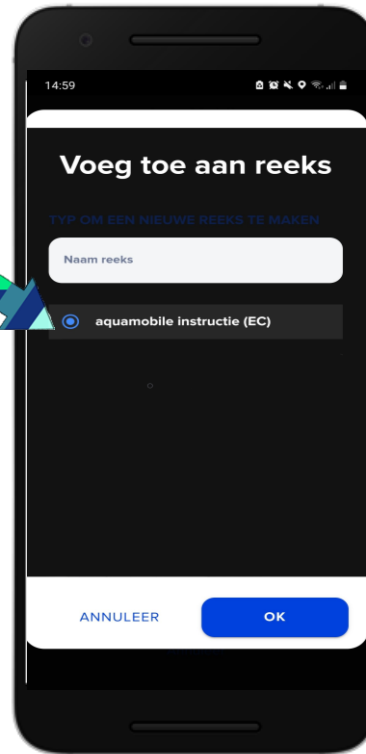 14:59
Voeg toe aan reeks
TYP OM EEN NIEUWE REEKS TE MAKEN
Naam reeks
aquamobile instructie (EC)
ANNULEER
OK